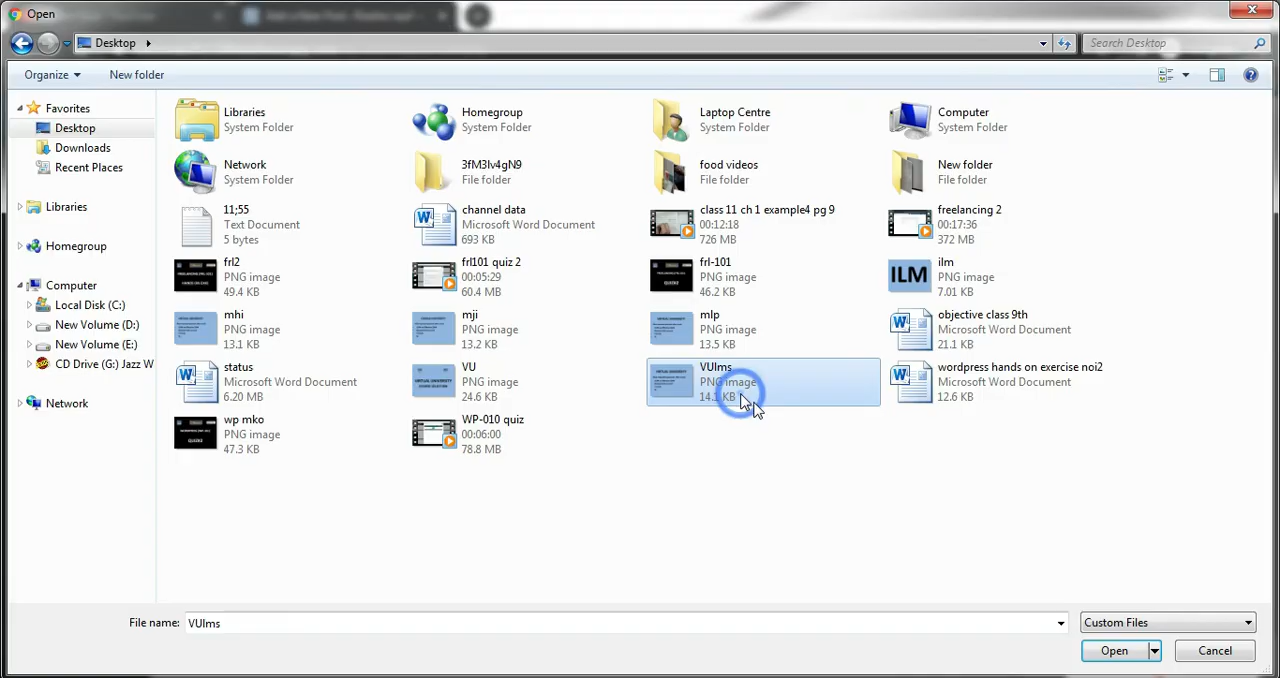 Open
Desktop
Search Desktop
Organize
New folder
Favorites
Desktop
Downloads
Recent Places
Libraries
Homegroup
Computer
Local Disk (C:)
New Volume (D:)
New Volume (E:)
CD Drive (G:) Jazz W
Network
Libraries
System Folder
Homegroup
System Folder
Laptop Centre
System Folder
Computer
System Folder
Network
System Folder
3fM3Iv4gN9
File folder
food videos
File folder
New folder
File folder
11;55
Text Document
5 bytes
channel data
Microsoft Word Document
693 KB
class 11 ch 1 example4 pg 9
00:12:18
726 MB
freelancing 2
00:17:36
372 MB
frl2
PNG image
49.4 KB
frl101 quiz 2
00:05:29
60.4 MB
frl-101
PNG image
46.2 KB
ILM
ilm
PNG image
7.01 KB
mhi
PNG image
13.1 KB
mji
PNG image
13.2 KB
mlp
PNG image
13.5 KB
objective class 9th
Microsoft Word Document
21.1 KB
status
Microsoft Word Document
6.20 MB
VU
PNG image
24.6 KB
VUlms
PNG image
14.1 KB
wordpress hands on exercise noi2
Microsoft Word Document
12.6 KB
wp mko
PNG image
47.3 KB
WP-010 quiz
00:06:00
78.8 MB
File name:
VUlms
Custom Files
Open
Cancel